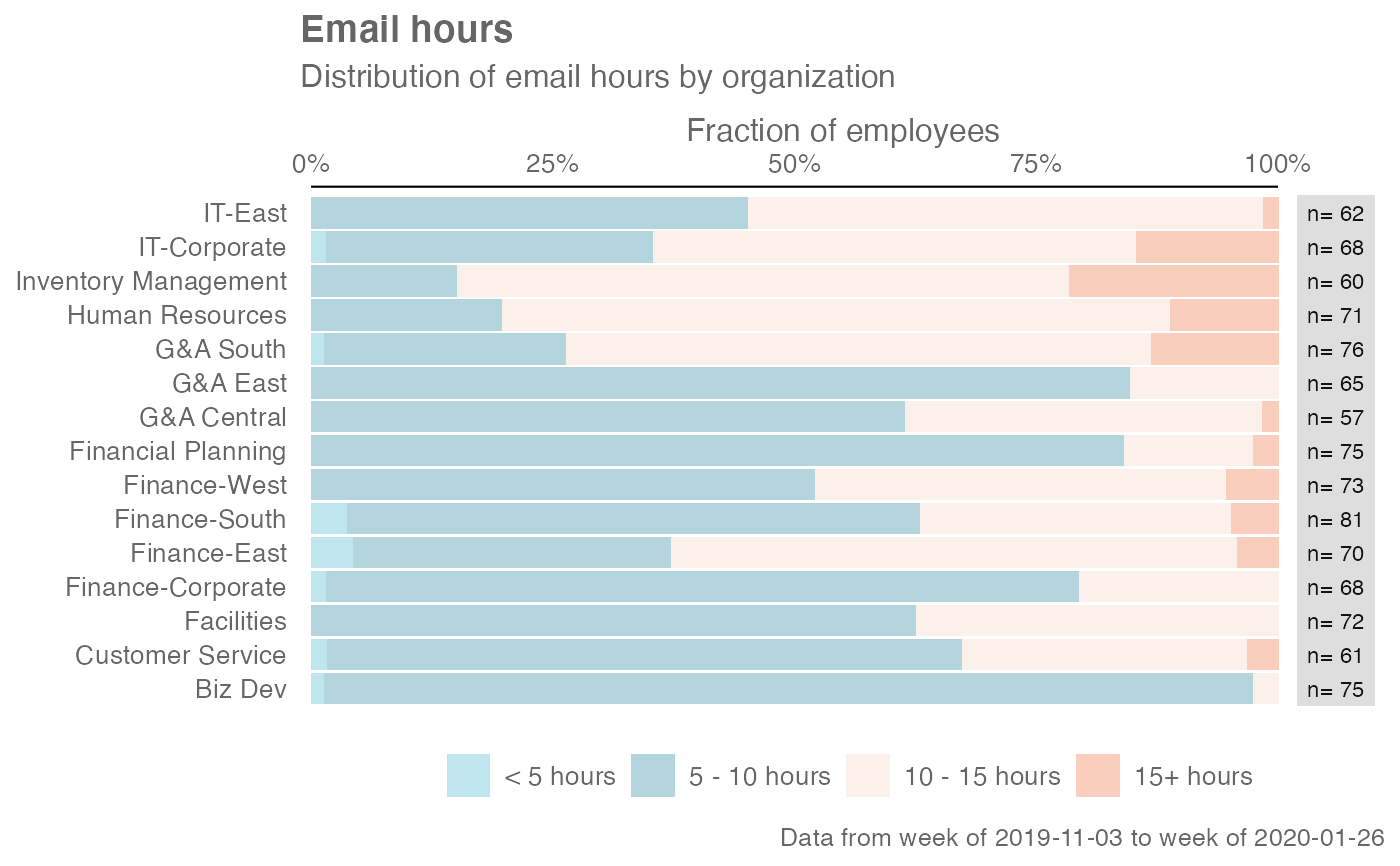 Email hours
Distribution of email hours by organization
Fraction of employees
0% 25% 50% 75% 100%
IT-East n= 62
IT-Corporate n= 68
Inventory Management n= 60
Human Resources n= 71
G&A South n= 76
G&A East n= 65
G&A Central n= 57
Financial Planning n= 75
Finance-West n= 73
Finance-South n= 81
Finance-East n= 70
Finance-Corporate n= 68
Facilities n= 72
Customer Service n= 61
Biz Dev n= 75
< 5 hours 5 - 10 hours 10 - 15 hours 15+ hours
Data from week of 2019-11-03 to week of 2020-01-26